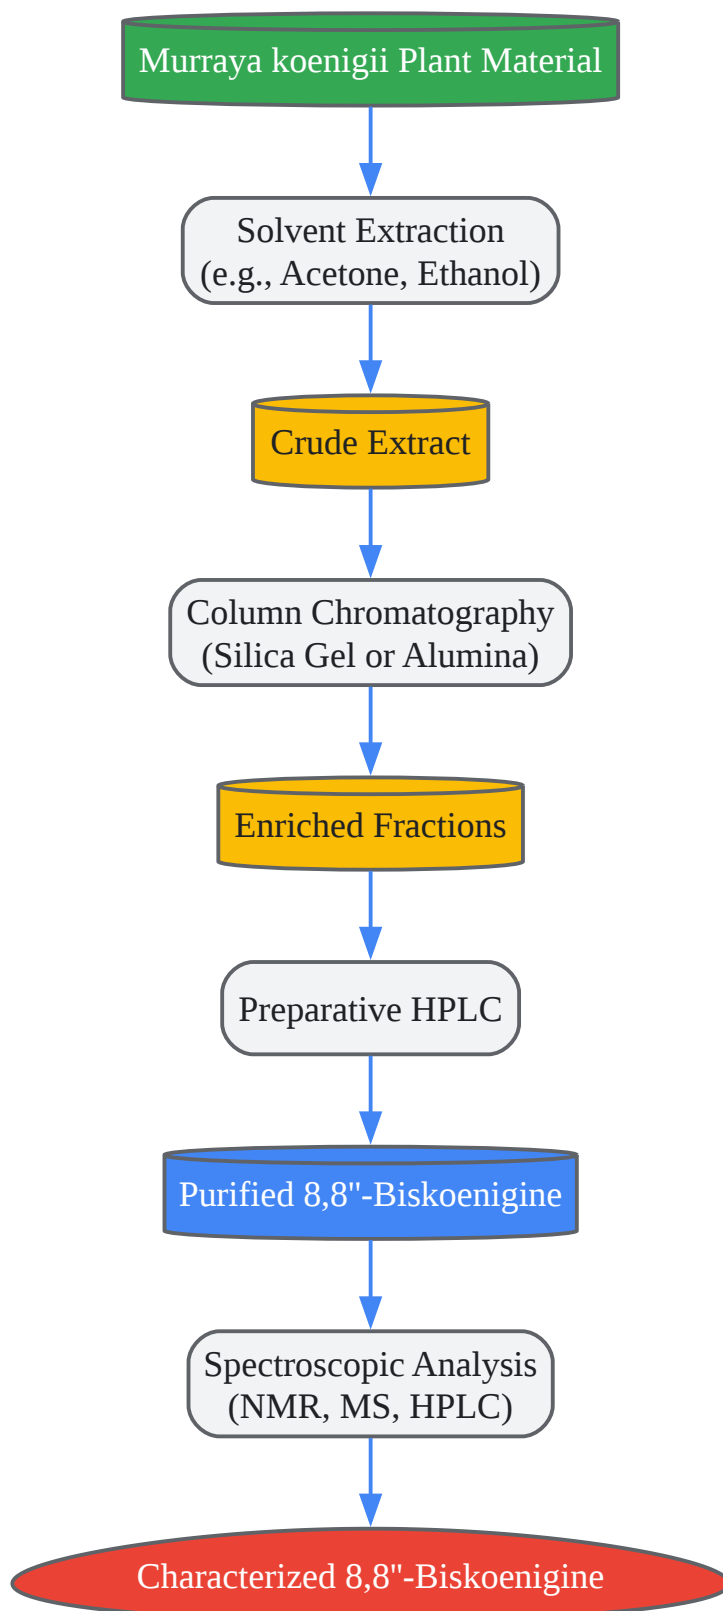 Murraya koenigii Plant Material
Solvent Extraction
(e.g., Acetone, Ethanol)
Crude Extract
Column Chromatography
(Silica Gel or Alumina)
Enriched Fractions
Preparative HPLC
Purified 8,8''-Biskoenigine
Spectroscopic Analysis
(NMR, MS, HPLC)
Characterized 8,8''-Biskoenigine